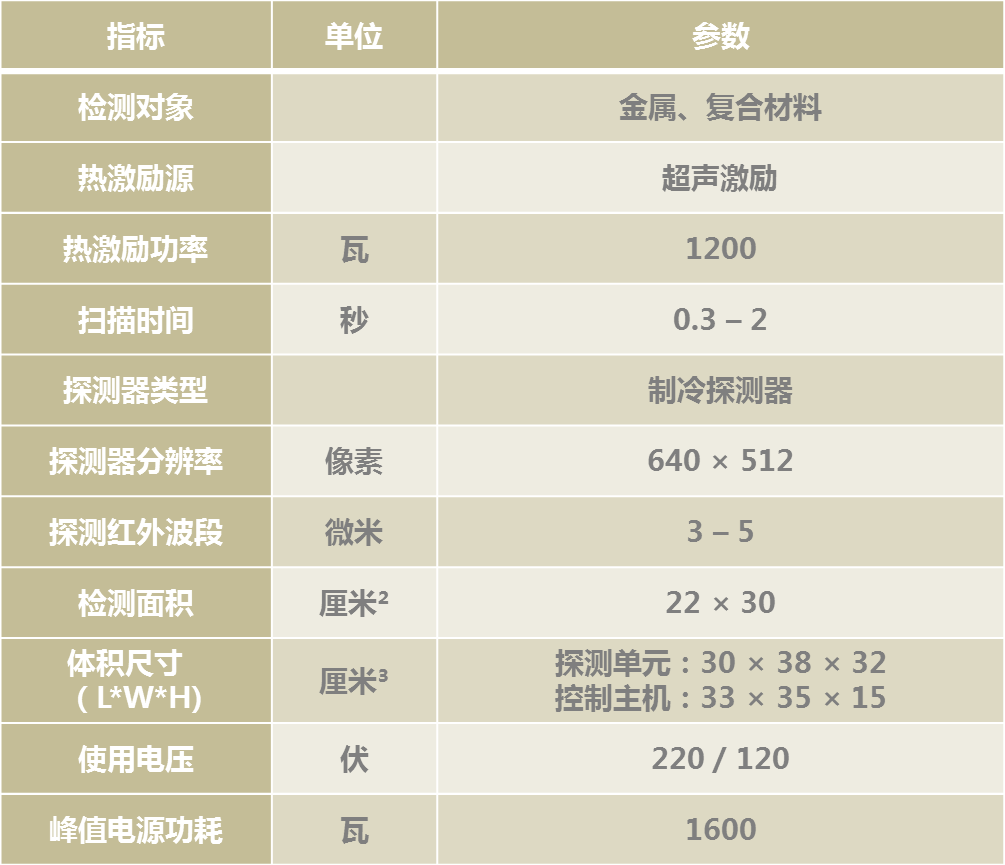 指标 单位 参数
检测对象 金属、复合材料
热激励源 超声激励
热激励功率 瓦 1200
扫描时间 秒 0.3 – 2
探测器类型 制冷探测器
探测器分辨率 像素 640 × 512
探测红外波段 微米 3 – 5
检测面积 厘米² 22 × 30
体积尺寸
（L*W*H)
厘米³
探测单元：30 × 38 × 32
控制主机：33 × 35 × 15
使用电压 伏 220 / 120
峰值电源功耗 瓦 1600